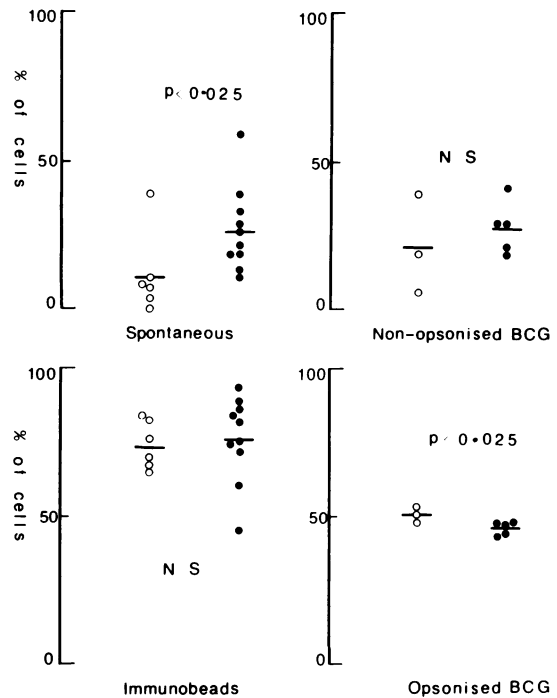 100
% of cells
p< 0·025
50
0
Spontaneous
100
50
N S
0
Non-opsonised BCG
100
% of cells
50
N S
0
Immunobeads
100
p< 0·025
50
0
Opsonised BCG